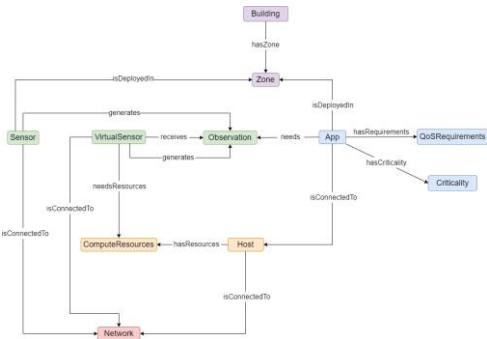 Building
hasZone
isDeployedIn
Zone
generates
isDeployedIn
Sensor
VirtualSensor
receives
Observation
needs
App
hasRequirements
QoSRequirements
generates
hasCriticality
needsResources
Criticality
isConnectedTo
isConnectedTo
isConnectedTo
ComputeResources
hasResources
Host
isConnectedTo
Network